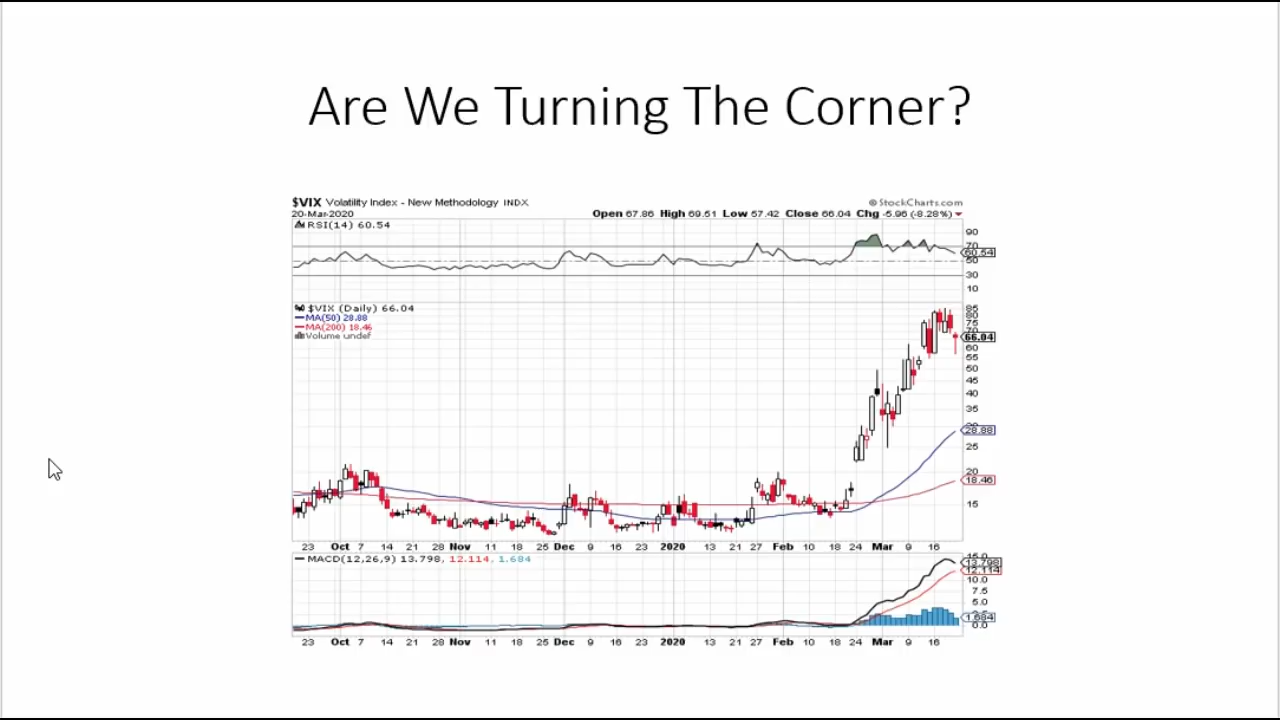 Are We Turning The Corner?
$VIX Volatility Index - New Methodology INDX
© StockCharts.com
20-Mar-2020
Open 67.86 High 69.51 Low 57.42 Close 66.04 Chg -5.96 (-8.28%)
RSI(14) 60.54
90
70
60.54
50
30
10
$VIX (Daily) 66.04
MA(50) 28.88
MA(200) 18.46
Volume undef
85
80
75
70
66.04
60
55
50
45
40
35
30
28.88
25
20
18.46
15
23 Oct 7 14 21 28 Nov 11 18 25 Dec 9 16 23 2020 13 21 27 Feb 10 18 24 Mar 9 16
MACD(12,26,9) 13.798, 12.114, 1.684
15.0
13.798
12.114
10.0
7.5
5.0
1.684
0.0
23 Oct 7 14 21 28 Nov 11 18 25 Dec 9 16 23 2020 13 21 27 Feb 10 18 24 Mar 9 16